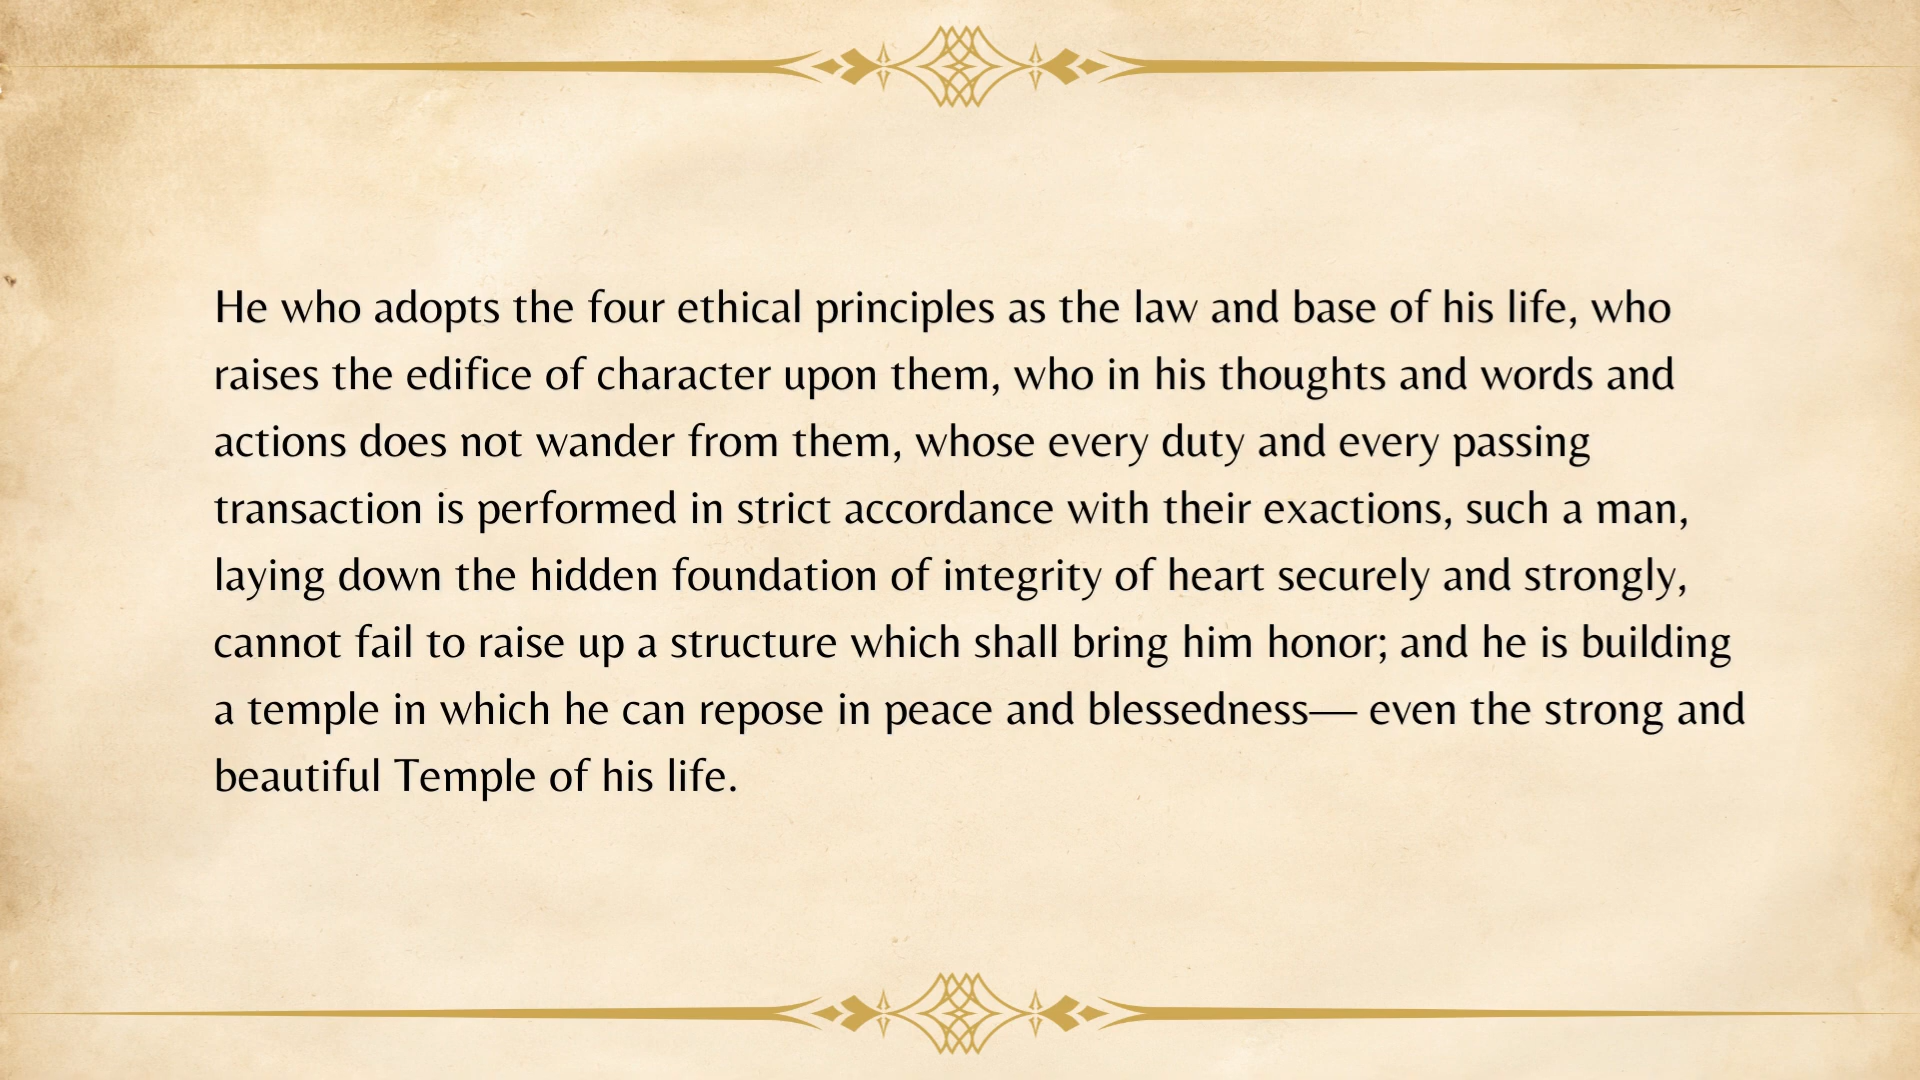 He who adopts the four ethical principles as the law and base of his life, who
raises the edifice of character upon them, who in his thoughts and words and
actions does not wander from them, whose every duty and every passing
transaction is performed in strict accordance with their exactions, such a man,
laying down the hidden foundation of integrity of heart securely and strongly,
cannot fail to raise up a structure which shall bring him honor; and he is building
a temple in which he can repose in peace and blessedness— even the strong and
beautiful Temple of his life.